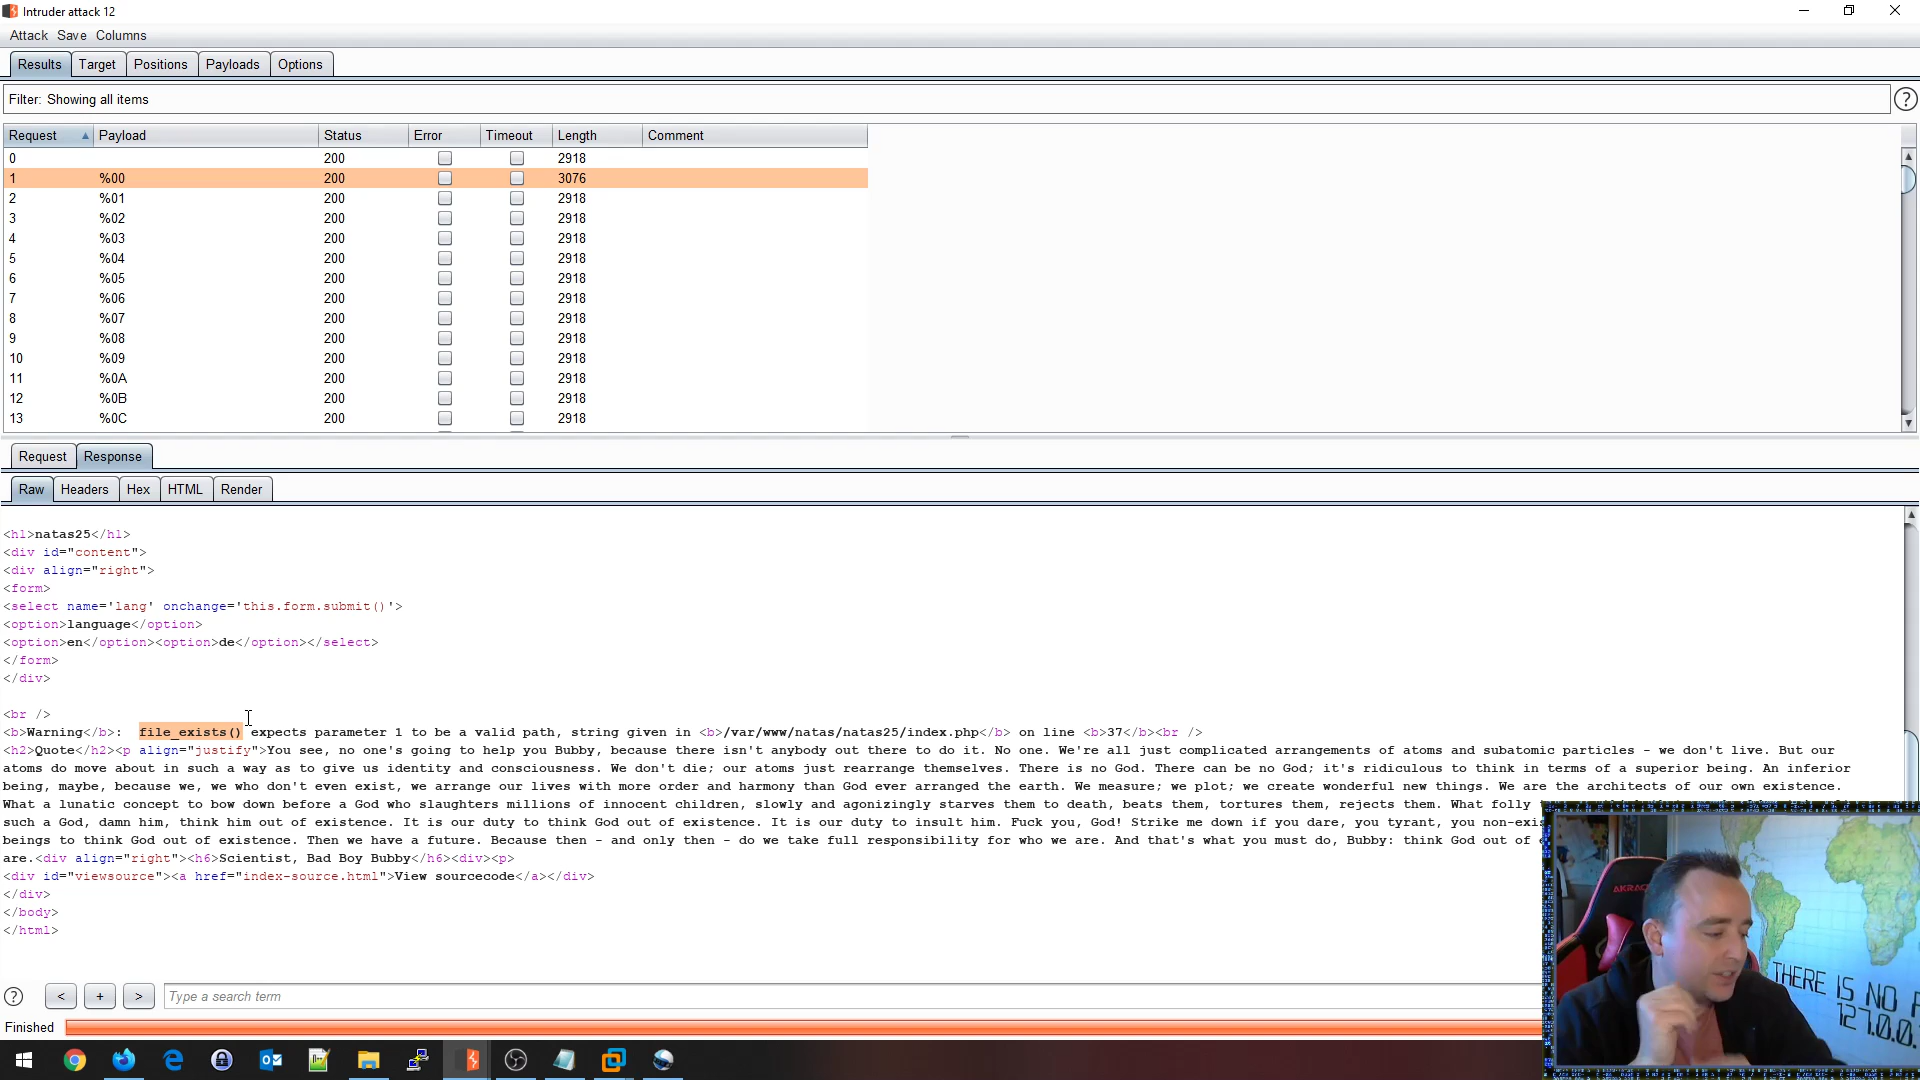 Intruder attack 12
Attack Save Columns
Results Target Positions Payloads Options
Filter: Showing all items
?
Request Payload Status Error Timeout Length Comment
0 200 2918
1 %00 200 3076
2 %01 200 2918
3 %02 200 2918
4 %03 200 2918
5 %04 200 2918
6 %05 200 2918
7 %06 200 2918
8 %07 200 2918
9 %08 200 2918
10 %09 200 2918
11 %0A 200 2918
12 %0B 200 2918
13 %0C 200 2918
Request Response
Raw Headers Hex HTML Render
<h1>natas25</h1>
<div id="content">
<div align="right">
<form>
<select name='lang' onchange='this.form.submit()'>
<option>language</option>
<option>en</option><option>de</option></select>
</form>
</div>
<br />
<b>Warning</b>:  file_exists() expects parameter 1 to be a valid path, string given in <b>/var/www/natas/natas25/index.php</b> on line <b>37</b><br />
<h2>Quote</h2><p align="justify">You see, no one's going to help you Bubby, because there isn't anybody out there to do it. No one. We're all just complicated arrangements of atoms and subatomic particles - we don't live. But our
atoms do move about in such a way as to give us identity and consciousness. We don't die; our atoms just rearrange themselves. There is no God. There can be no God; it's ridiculous to think in terms of a superior being. An inferior
being, maybe, because we, we who don't even exist, we arrange our lives with more order and harmony than God ever arranged the earth. We measure; we plot; we create wonderful new things. We are the architects of our own existence.
What a lunatic concept to bow down before a God who slaughters millions of innocent children, slowly and agonizingly starves them to death, beats them, tortures them, rejects them. What folly
such a God, damn him, think him out of existence. It is our duty to think God out of existence. It is our duty to insult him. Fuck you, God! Strike me down if you dare, you tyrant, you
beings to think God out of existence. Then we have a future. Because then - and only then - do we take full responsibility for who we are. And that's what you must do, Bubby: think God out of
are.<div align="right"><h6>Scientist, Bad Boy Bubby</h6><div><p>
<div id="viewsource"><a href="index-source.html">View sourcecode</a></div>
</div>
</body>
</html>
? < + > Type a search term
Finished
THERE IS NO
127.0.0.